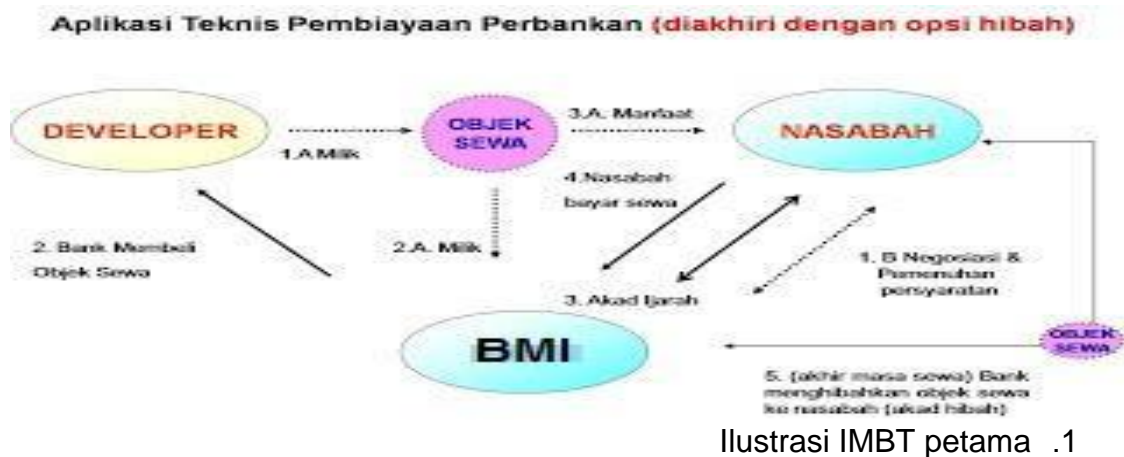 Aplikasi Teknis Pembiayaan Perbankan (diakhiri dengan opsi hibah)
DEVELOPER
1.A Milik
OBJEK
SEWA
3.A. Manfaat
NASABAH
4.Nasabah
bayar sewa
2. Bank Membeli
Objek Sewa
2.A. Milik
1. B Negosiasi &
Pemenuhan
persyaratan
3. Akad Ijarah
BMI
OBJEK
SEWA
5. (akhir masa sewa) Bank
menghibahkan objek sewa
ke nasabah (akad hibah)
Ilustrasi IMBT petama .1